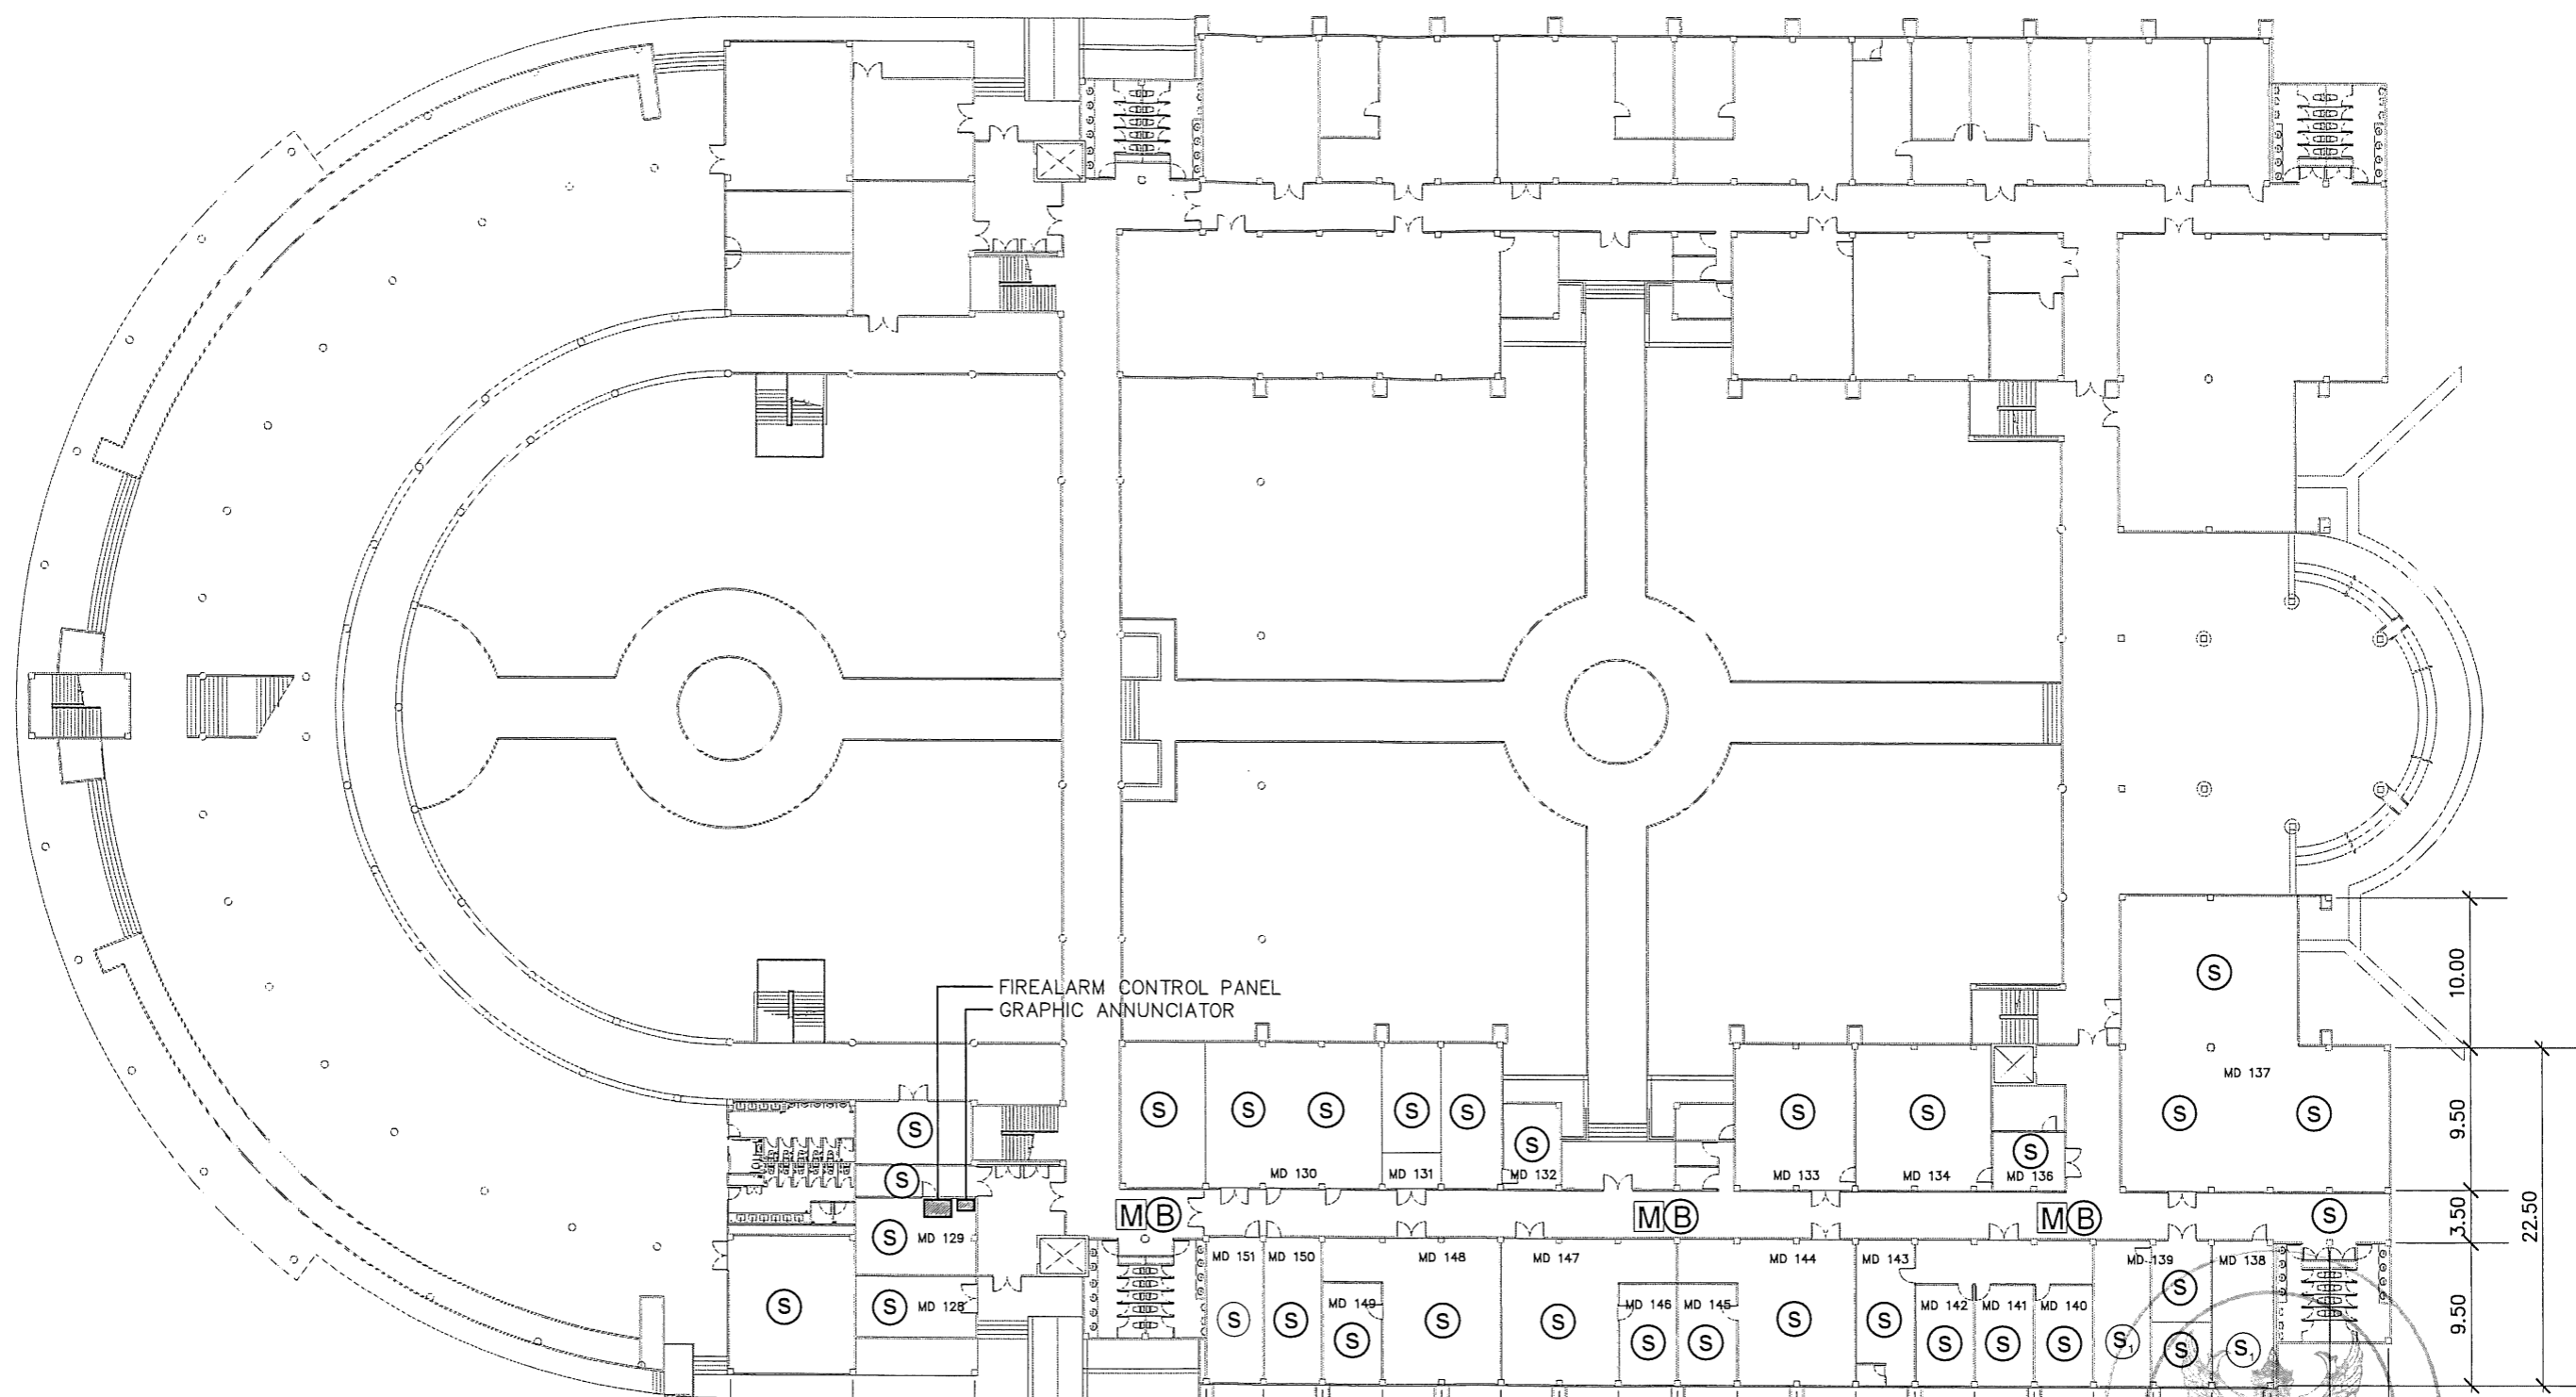 FIREALARM CONTROL PANEL
GRAPHIC ANNUNCIATOR
10.00
S
MD 137
9.50
S S S S S S S S S S
S
S
MD 130 MD 131 MD 132 MD 133 MD 134 MD 136
S
M B M B M B S
3.50
22.50
S MD 129
MD 151 MD 150 MD 148 MD 147 MD 144 MD 143 MD 139 MD 138
S
S
S MD 128
MD 149 MD 146 MD 145 MD 142 MD 141 MD 140
9.50
S S S S S S
S S S S S S S
S₁ S S₁